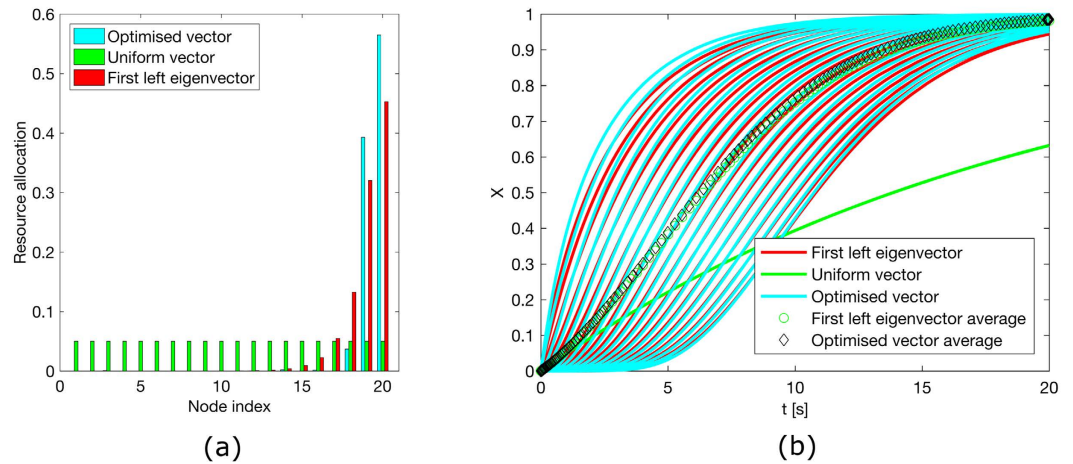 0.6
0.5
0.4
0.3
0.2
0.1
0
Resource allocation
Optimised vector
Uniform vector
First left eigenvector
0 5 10 15 20
Node index
(a)
1
0.9
0.8
0.7
0.6
0.5
0.4
0.3
0.2
0.1
0
X
First left eigenvector
Uniform vector
Optimised vector
First left eigenvector average
Optimised vector average
0 5 10 15 20
t [s]
(b)